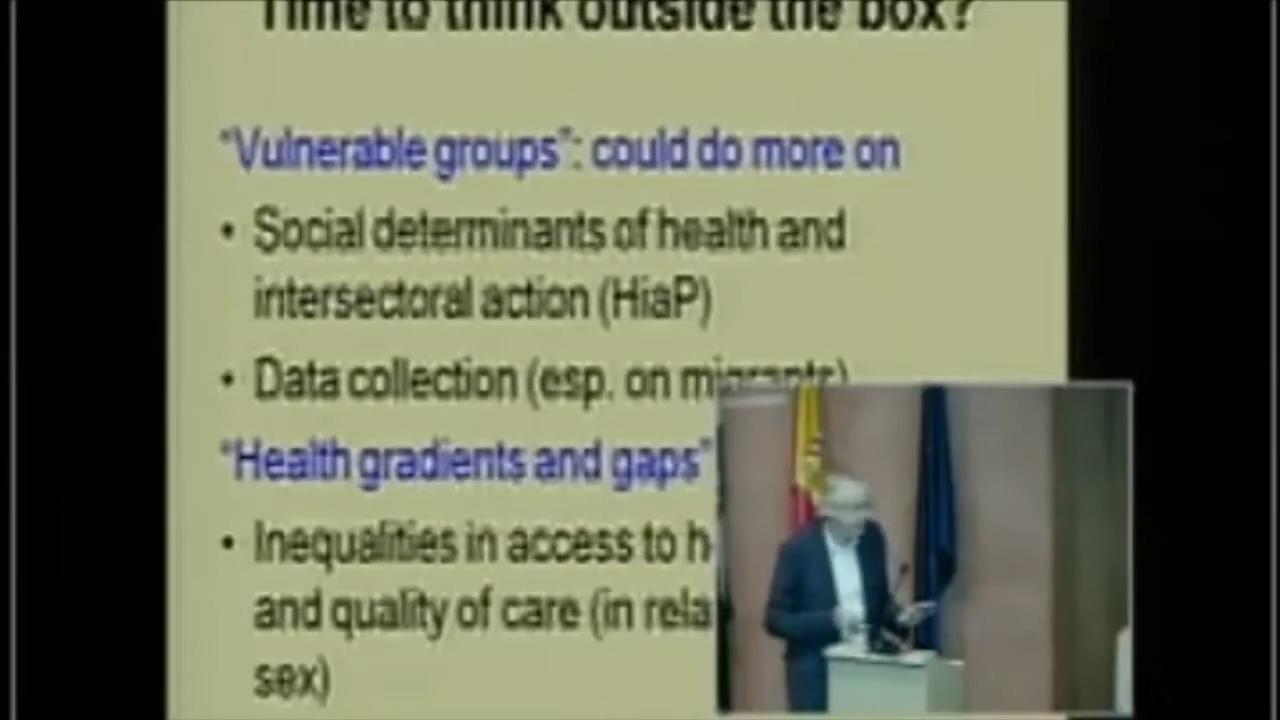 Time to think outside the box?
"Vulnerable groups": could do more on
• Social determinants of health and
intersectoral action (HiaP)
• Data collection (esp. on migrants)
"Health gradients and gaps"
• Inequalities in access to h
and quality of care (in rela
sex)